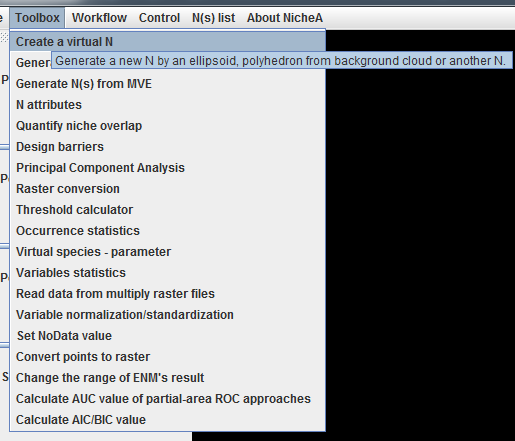 Toolbox Workflow Control N(s) list About NicheA
Create a virtual N
Generate a new N by an ellipsoid, polyhedron from background cloud or another N.
Generate N(s) from MVE
N attributes
Quantify niche overlap
Design barriers
Principal Component Analysis
Raster conversion
Threshold calculator
Occurrence statistics
Virtual species - parameter
Variables statistics
Read data from multiply raster files
Variable normalization/standardization
Set NoData value
Convert points to raster
Change the range of ENM's result
Calculate AUC value of partial-area ROC approaches
Calculate AIC/BIC value